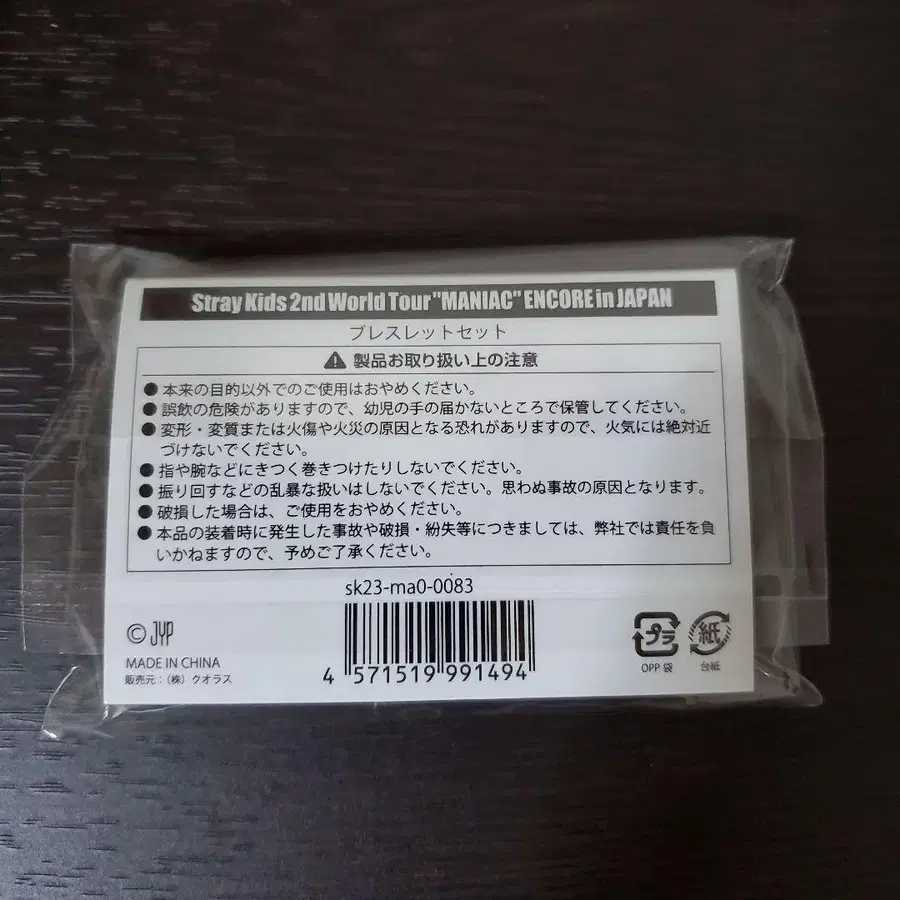 Stray Kids 2nd World Tour "MANIAC" ENCORE in JAPAN
ブレスレットセット
製品お取り扱い上の注意
●本来の目的以外でのご使用はおやめください。
●誤飲の危険がありますので、幼児の手の届かないところで保管してください。
●変形・変質または火傷や火災の原因となる恐れがありますので、火気には絶対近
づけないでください。
●指や腕などにきつく巻きつけたりしないでください。
●振り回すなどの乱暴な扱いはしないでください。思わぬ事故の原因となります。
●破損した場合は、ご使用をおやめください。
●本品の装着時に発生した事故や破損・紛失等につきましては、弊社では責任を負
いかねますので、予めご了承ください。
sk23-ma0-0083
© JYP
MADE IN CHINA
販売元:(株)クオラス
4 571519 991494
プラ
OPP 袋
紙
台紙